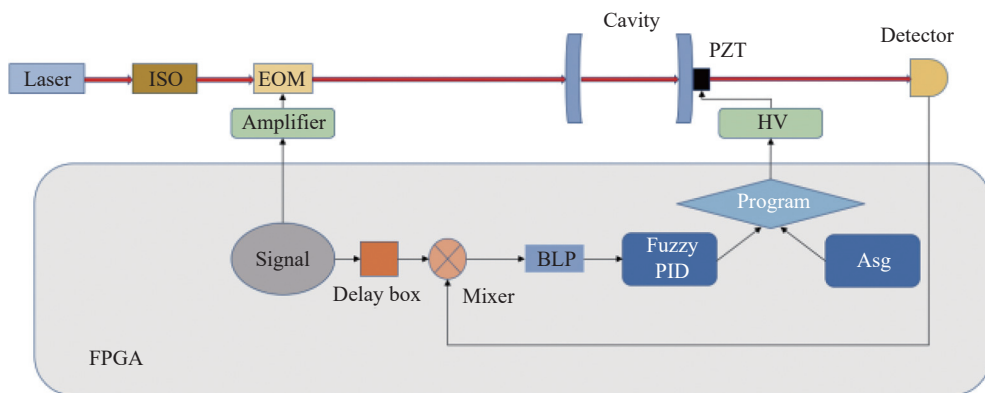 Cavity
PZT
Detector
Laser
ISO
EOM
Amplifier
HV
Program
Signal
Delay box
Mixer
BLP
Fuzzy
PID
Asg
FPGA